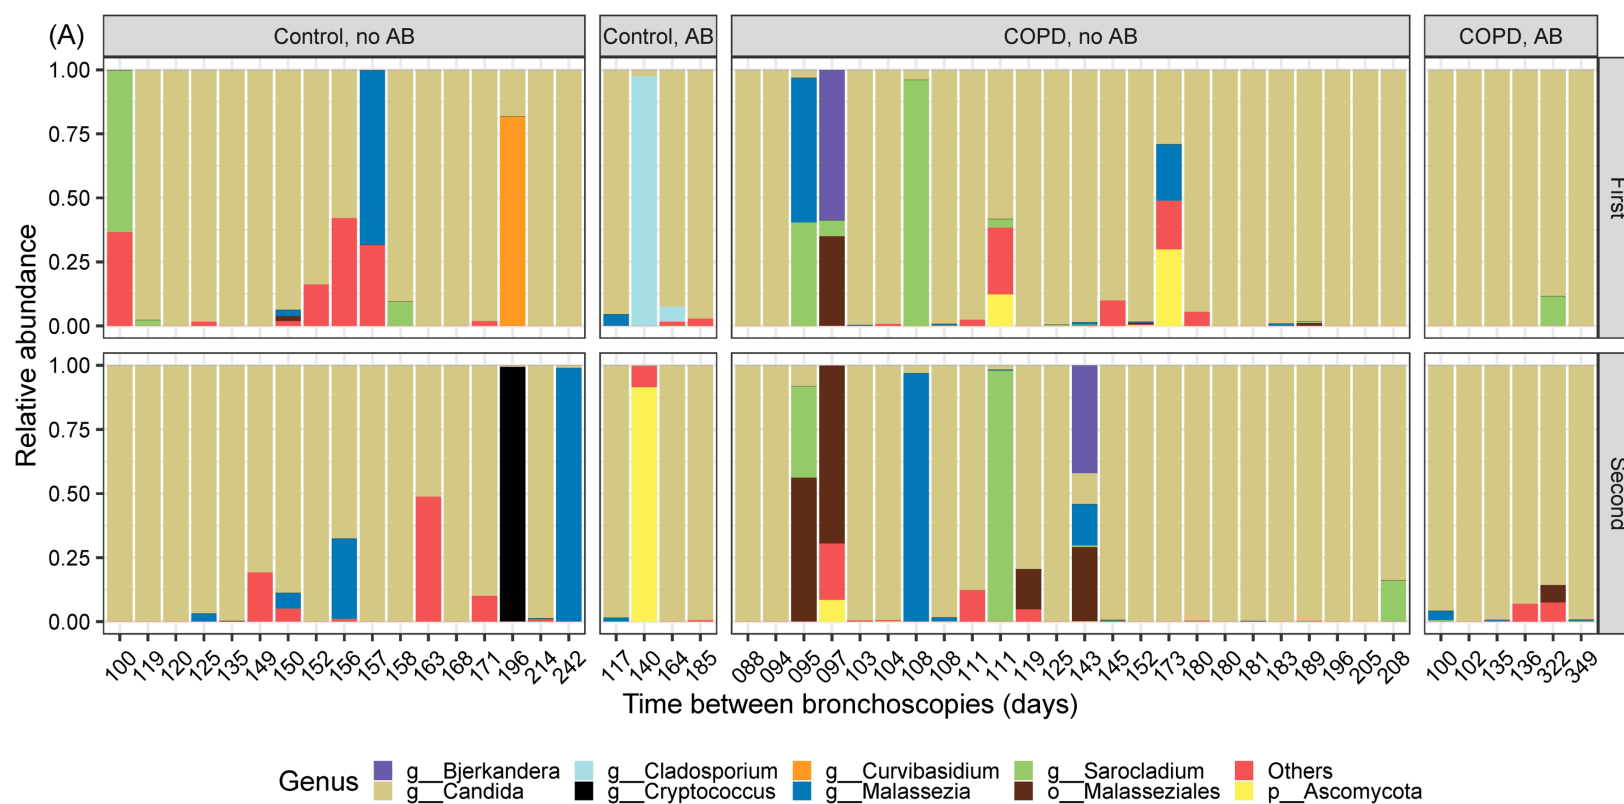 (A)
Control, no AB
Control, AB
COPD, no AB
COPD, AB
Relative abundance
1.00
0.75
0.50
0.25
0.00
First
1.00
0.75
0.50
0.25
0.00
Second
100 119 120 125 135 149 150 152 156 157 158 163 168 171 196 214 242
117 140 164 185
088 094 095 097 103 104 108 108 111 111 119 125 143 145 152 173 180 180 181 183 189 196 205 208
100 102 135 136 322 349
Time between bronchoscopies (days)
Genus
g__Bjerkandera g__Cladosporium g__Curvibasidium g__Sarocladium Others
g__Candida g__Cryptococcus g__Malassezia o__Malasseziales p__Ascomycota